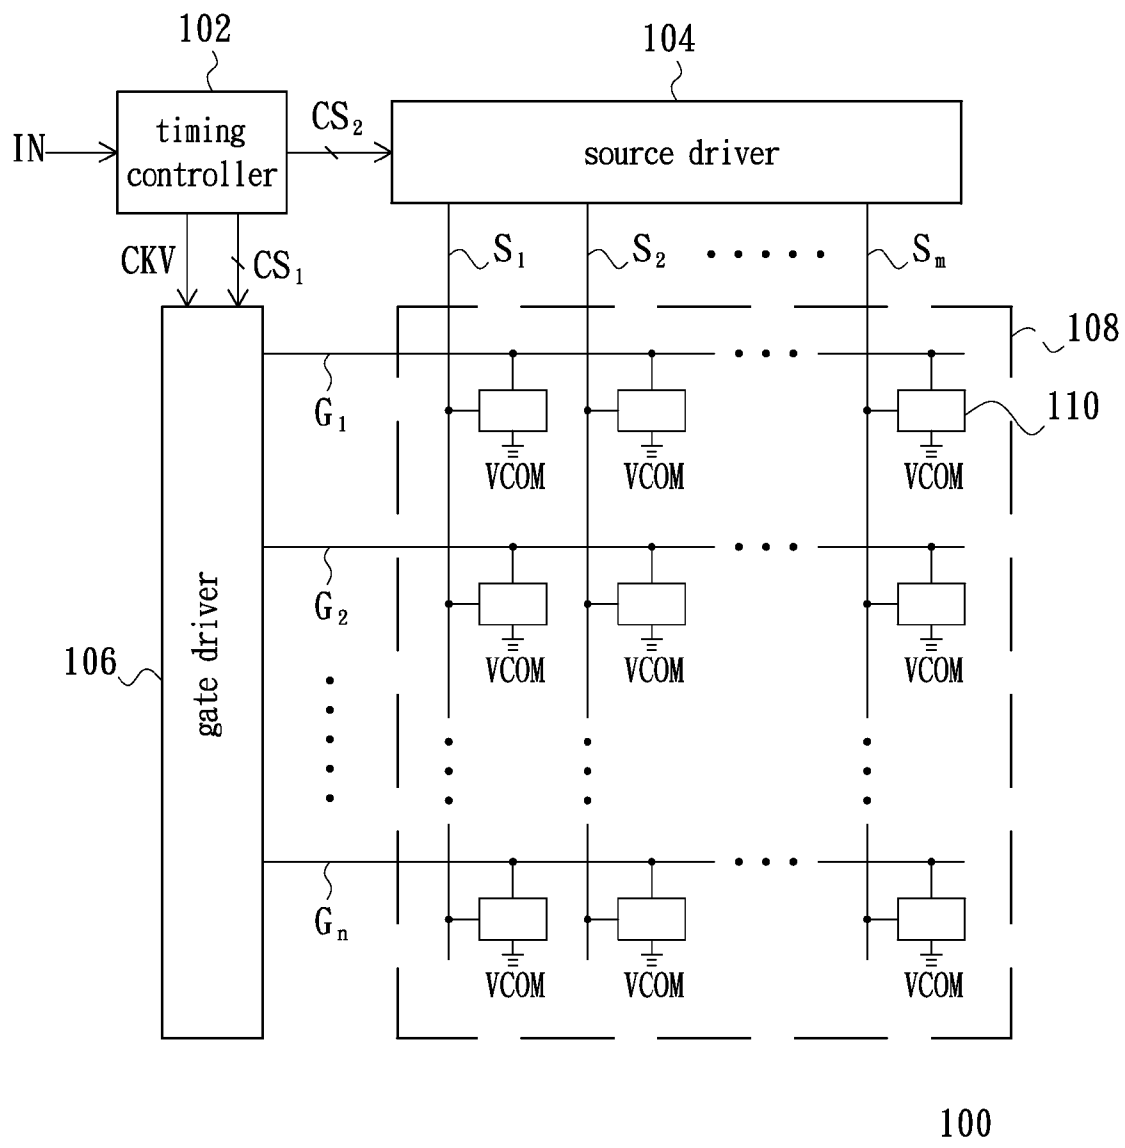 102
104
IN
timing
controller
CS2
source driver
CKV
CS1
S1
S2
Sm
108
G1
110
VCOM VCOM VCOM
G2
106
gate driver
VCOM VCOM VCOM
Gn
VCOM VCOM VCOM
100